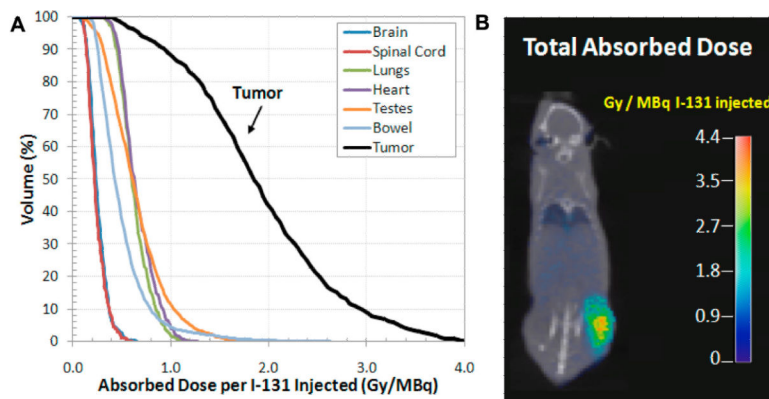 A
100
90
80
70
60
50
40
30
20
10
0
Volume (%)
0.0
1.0
2.0
3.0
4.0
Absorbed Dose per I-131 Injected (Gy/MBq)
Tumor
Brain
Spinal Cord
Lungs
Heart
Testes
Bowel
Tumor
B
Total Absorbed Dose
Gy / MBq I-131 injected
4.4
3.5
2.7
1.8
0.9
0